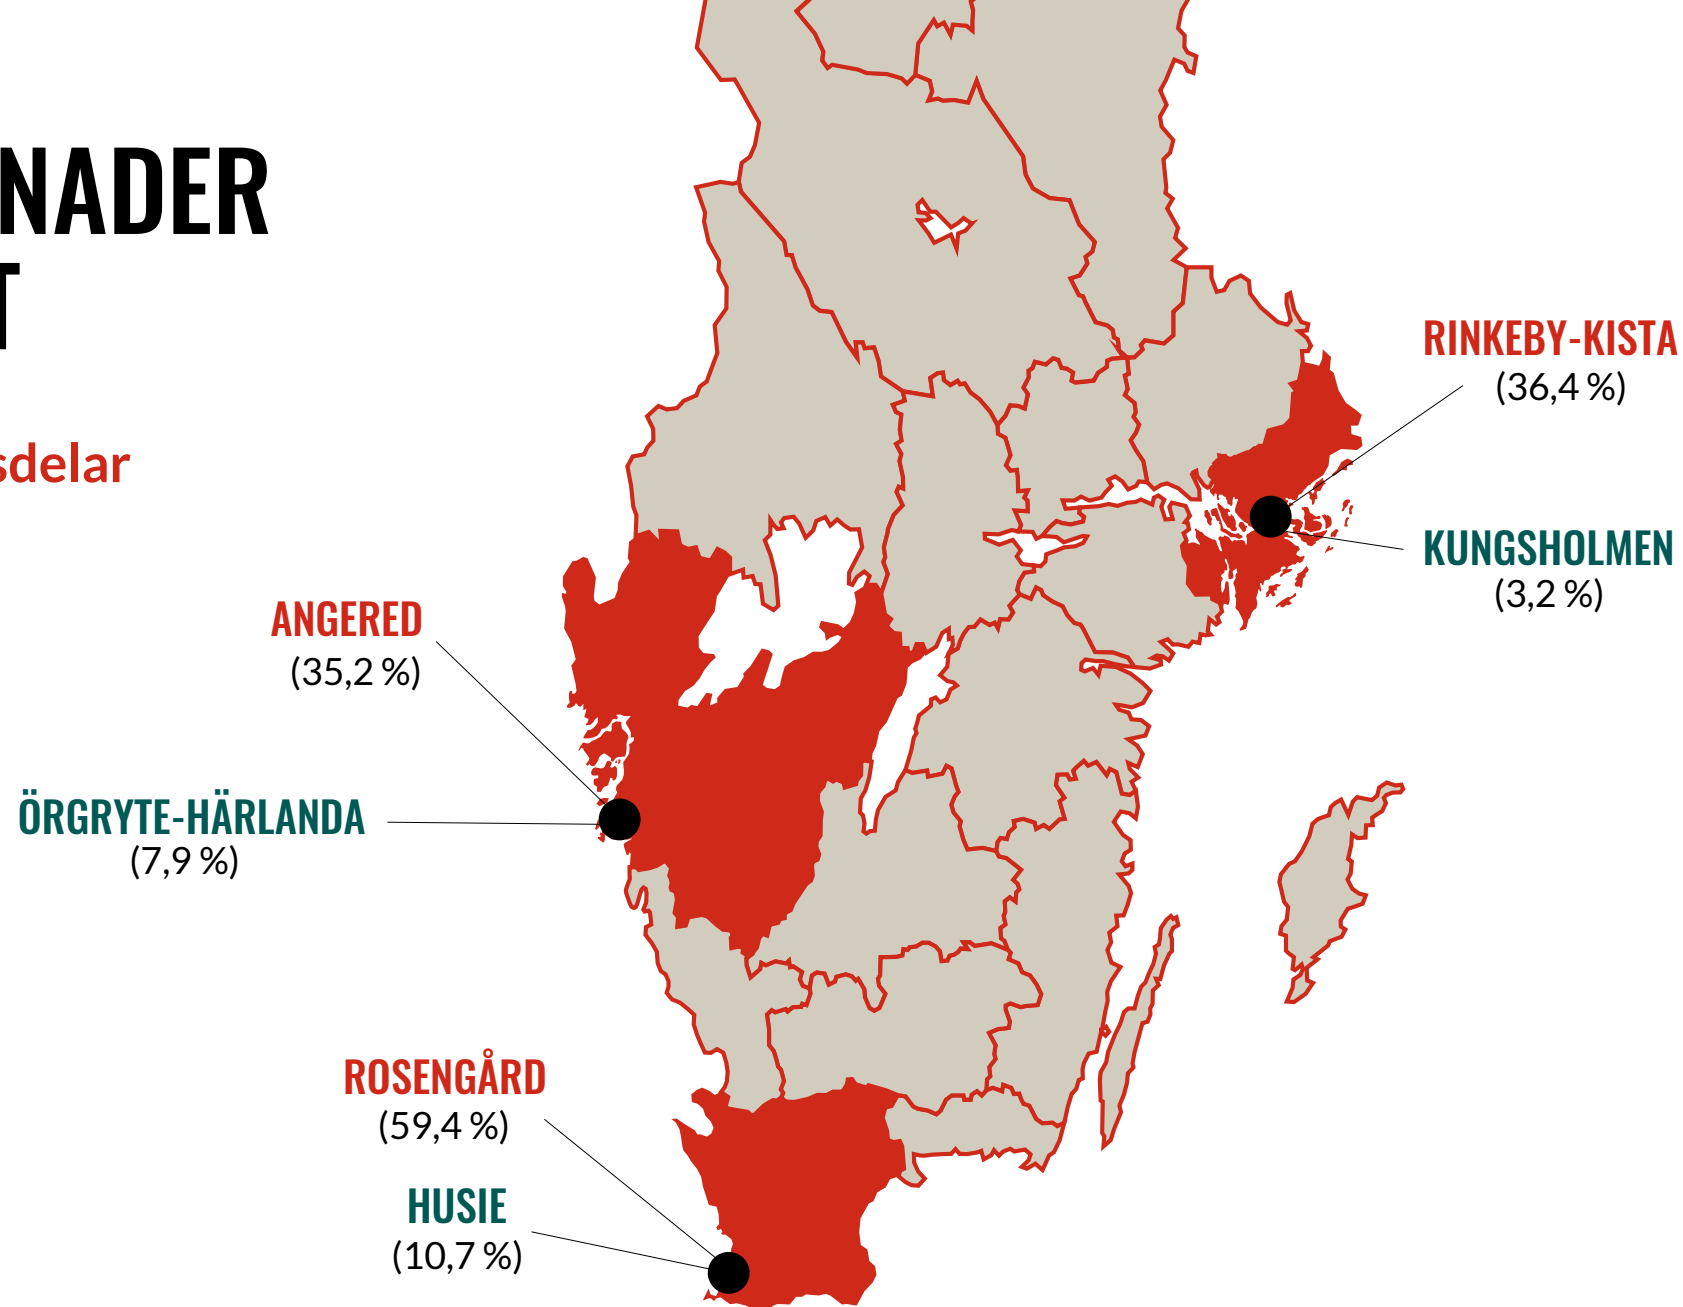 NADER
T
sdelar
RINKEBY-KISTA
(36,4 %)
KUNGSHOLMEN
(3,2 %)
ANGERED
(35,2 %)
ÖRGRYTE-HÄRLANDA
(7,9 %)
ROSENGÅRD
(59,4 %)
HUSIE
(10,7 %)